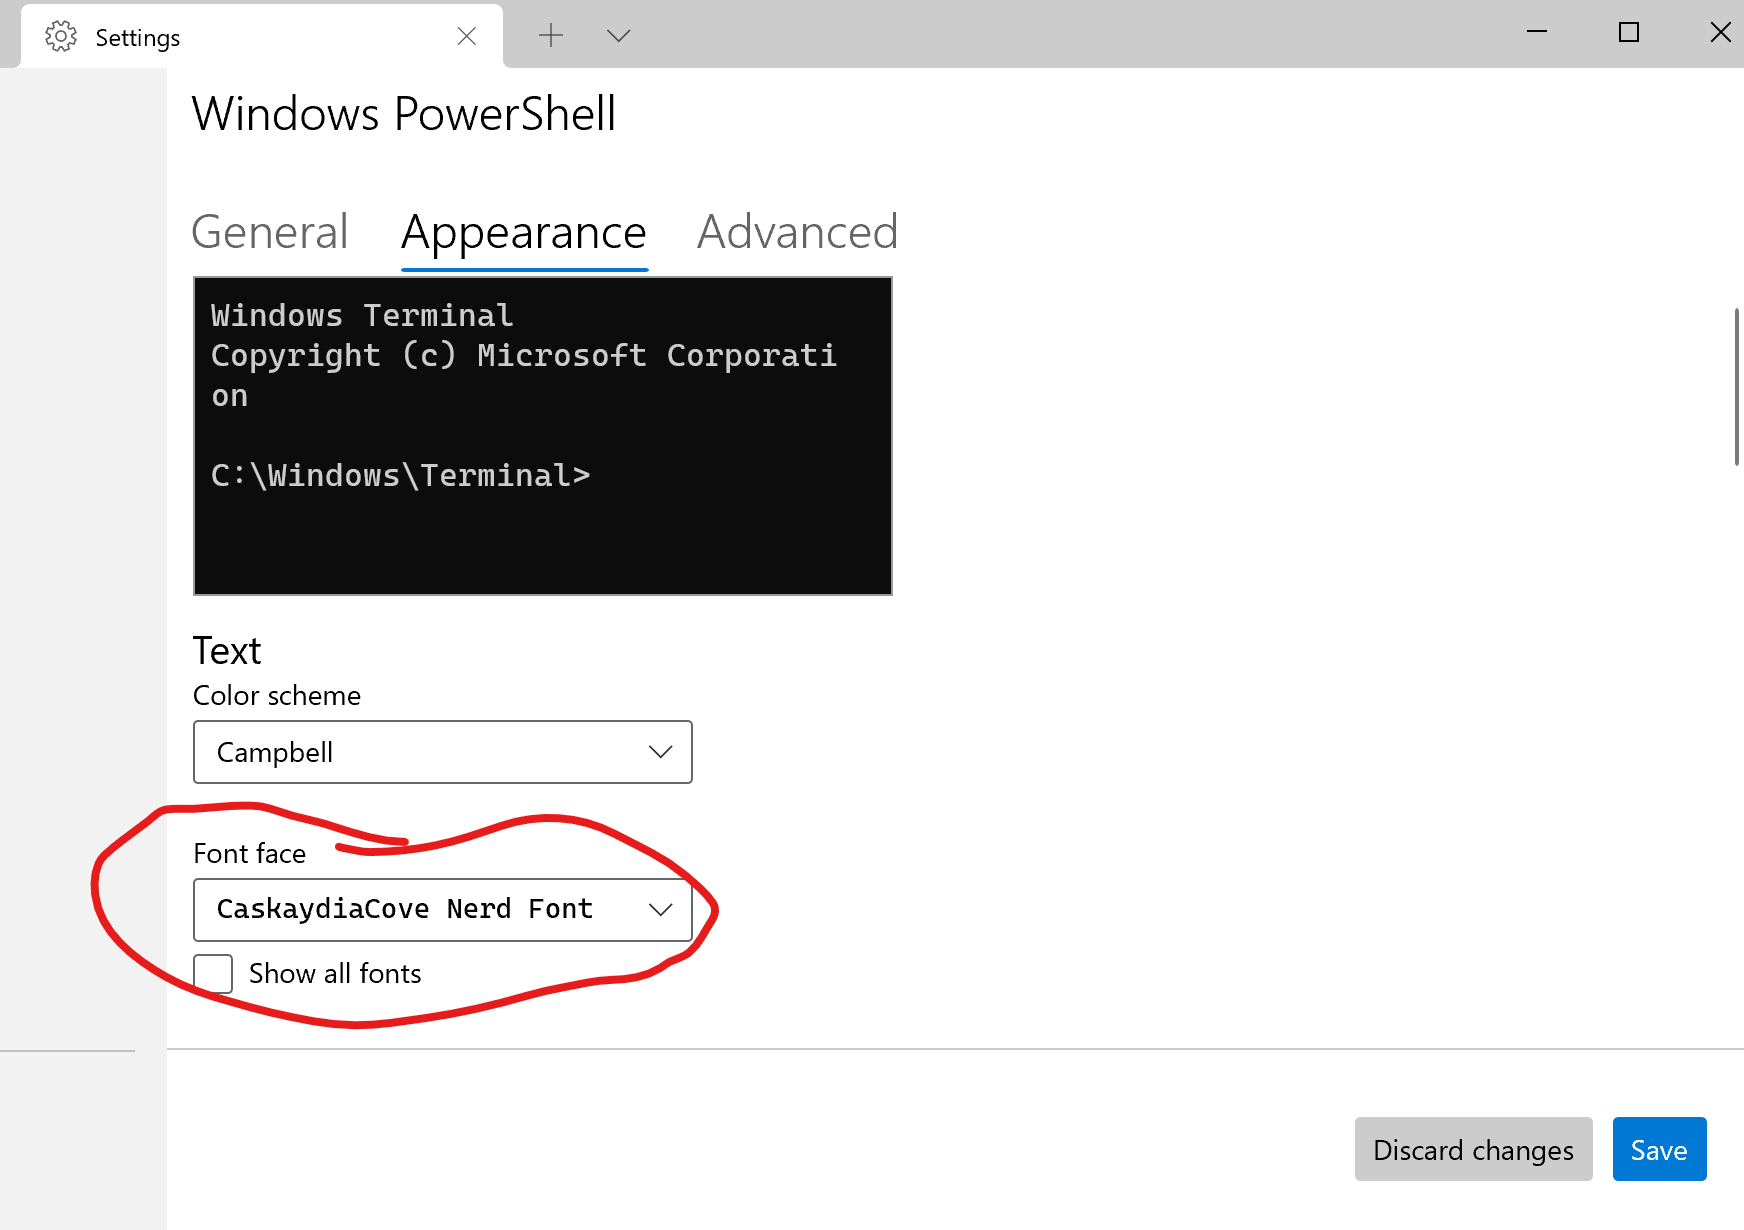 Settings
Windows PowerShell
General Appearance Advanced
Windows Terminal
Copyright (c) Microsoft Corporati
on
C:\Windows\Terminal>
Text
Color scheme
Campbell
Font face
CaskaydiaCove Nerd Font
Show all fonts
Discard changes Save